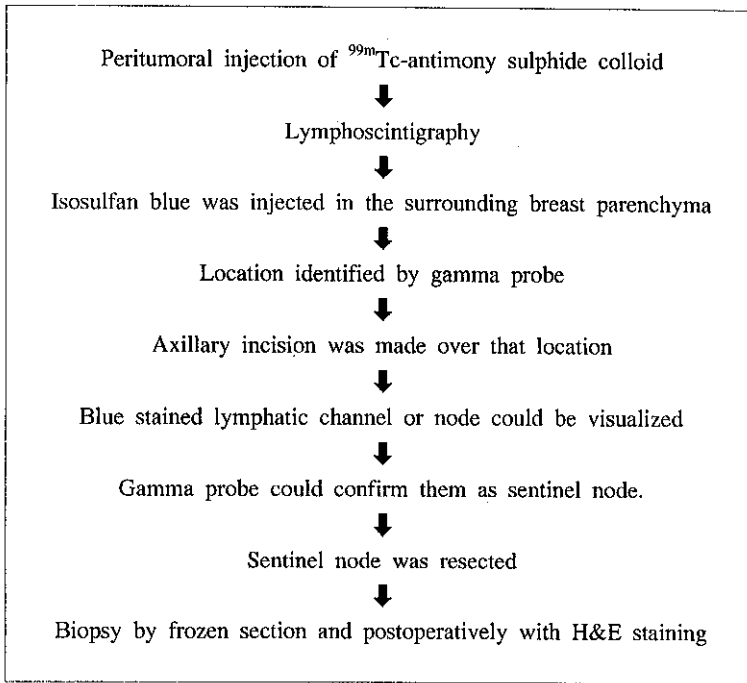 Peritumoral injection of ⁹⁹ᵐTc-antimony sulphide colloid
Lymphoscintigraphy
Isosulfan blue was injected in the surrounding breast parenchyma
Location identified by gamma probe
Axillary incision was made over that location
Blue stained lymphatic channel or node could be visualized
Gamma probe could confirm them as sentinel node.
Sentinel node was resected
Biopsy by frozen section and postoperatively with H&E staining